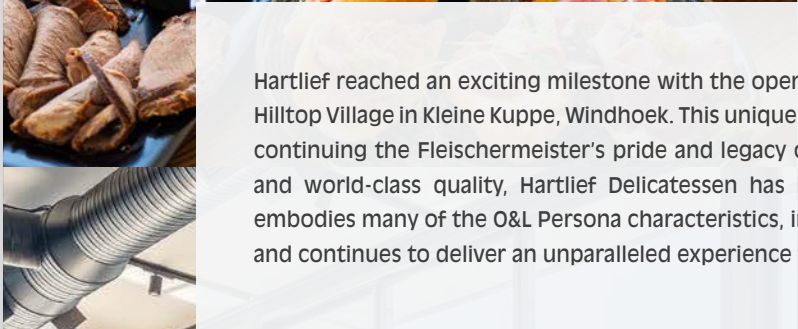 Hartlief reached an exciting milestone with the open
Hilltop Village in Kleine Kuppe, Windhoek. This unique
continuing the Fleischermeister's pride and legacy
and world-class quality, Hartlief Delicatessen has
embodies many of the O&L Persona characteristics,
and continues to deliver an unparalleled experience